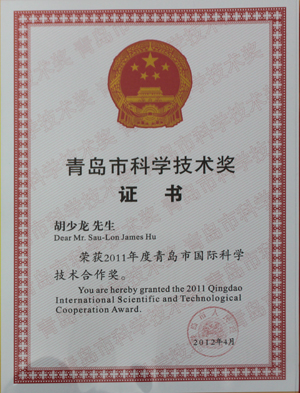 青岛市科学技术奖
证 书
胡少龙 先生
Dear Mr. Sau-Lon James Hu
荣获2011年度青岛市国际科学
技术合作奖。
You are hereby granted the 2011 Qingdao
International Scientific and Technological
Cooperation Award.
2012年4月